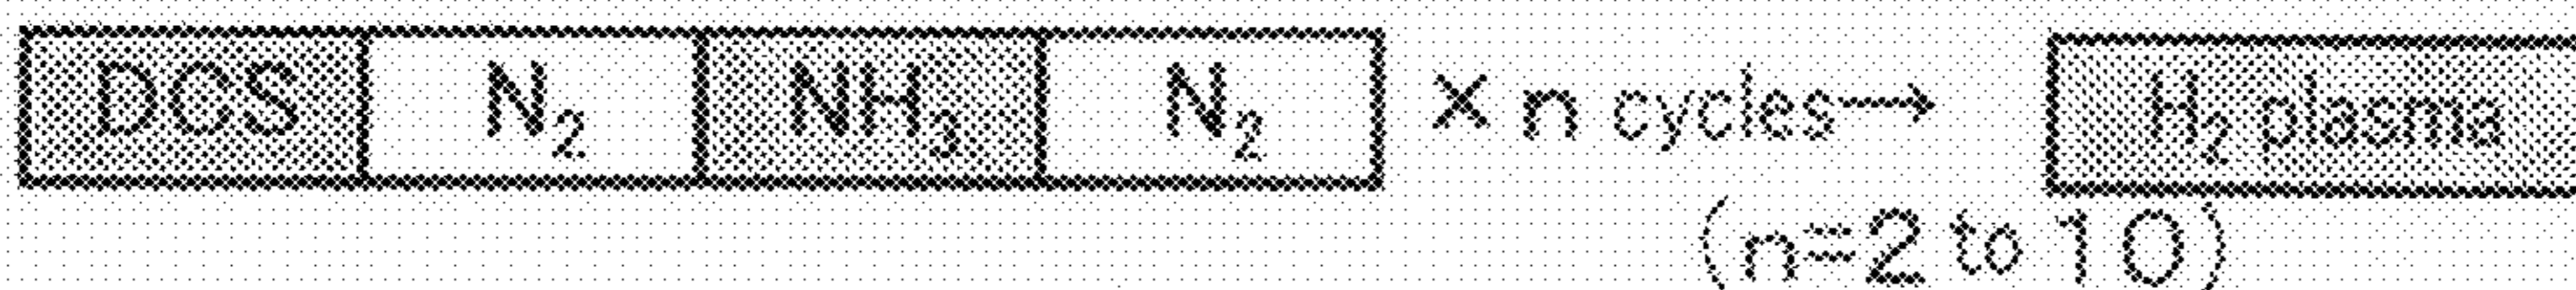 DCS N₂ NH₃ N₂ × n cycles→ H₂ plasma
(n=2 to 10)